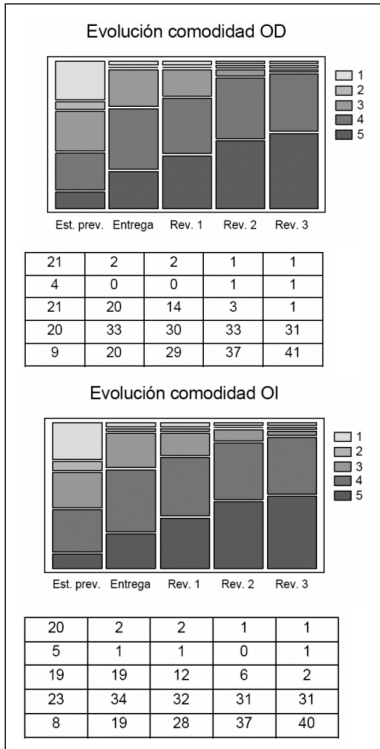 Evolución comodidad OD
1
2
3
4
5
Est. prev. Entrega Rev. 1 Rev. 2 Rev. 3
21 2 2 1 1
4 0 0 1 1
21 20 14 3 1
20 33 30 33 31
9 20 29 37 41
Evolución comodidad OI
1
2
3
4
5
Est. prev. Entrega Rev. 1 Rev. 2 Rev. 3
20 2 2 1 1
5 1 1 0 1
19 19 12 6 2
23 34 32 31 31
8 19 28 37 40